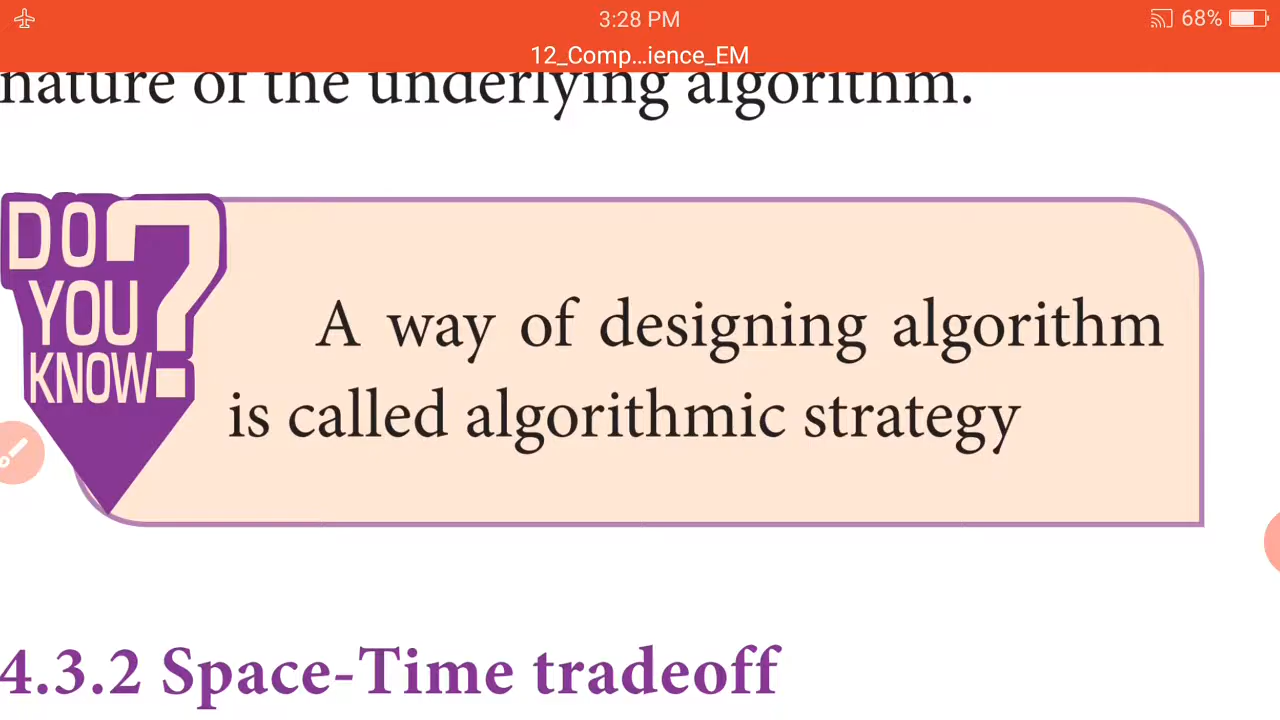 3:28 PM
68%
12_Comp...ience_EM
nature of the underlying algorithm.
DO
YOU
KNOW?
A way of designing algorithm
is called algorithmic strategy
4.3.2 Space-Time tradeoff